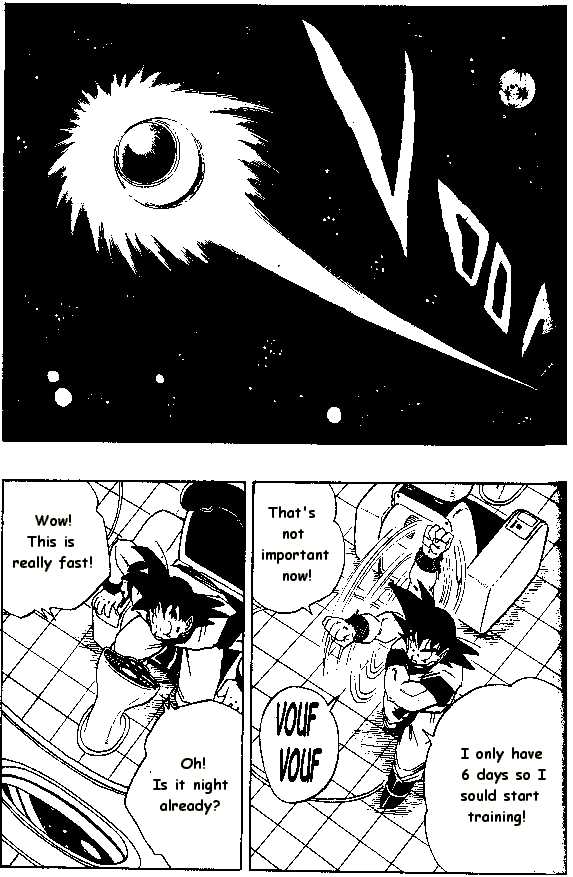 VOOA
Wow!
This is
really fast!
Oh!
Is it night
already?
That's
not
important
now!
VOUF
VOUF
I only have
6 days so I
sould start
training!